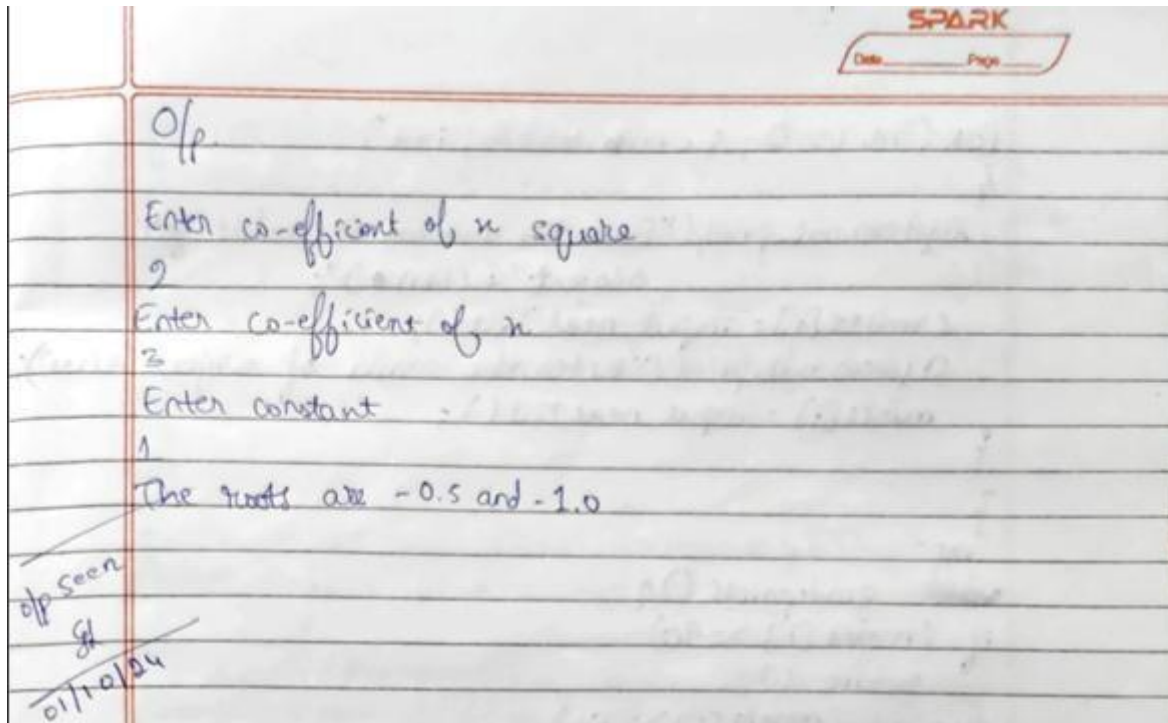 SPARK
Date Page
O/p.
Enter co-efficient of x square
2
Enter co-efficient of x
3
Enter constant
1
The roots are -0.5 and -1.0
o/p seen
01/10/24